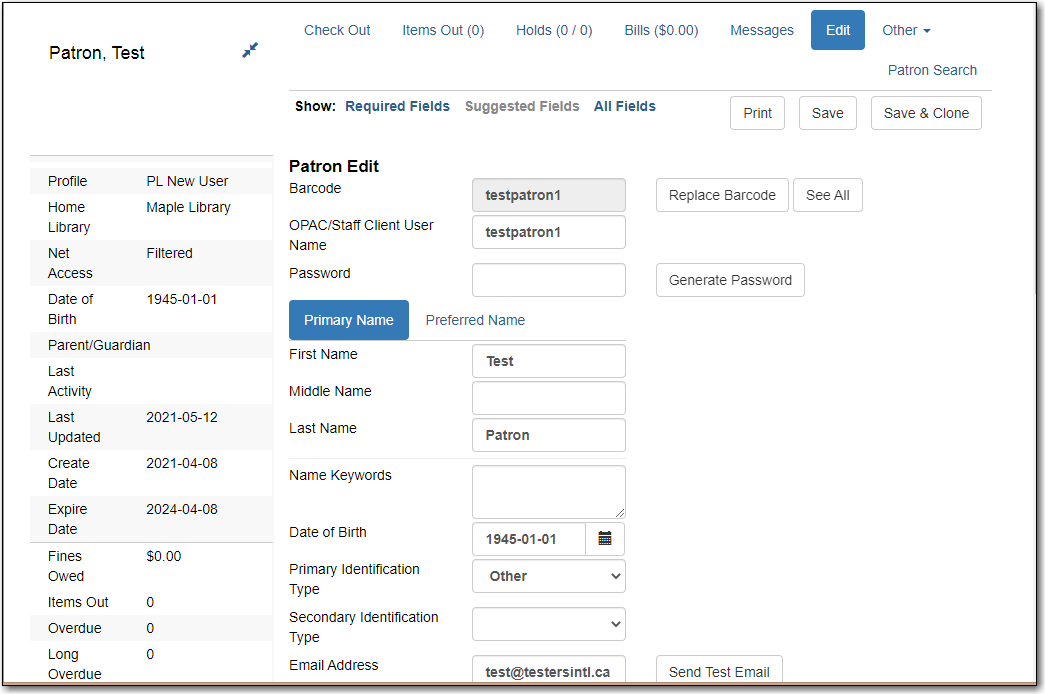 Patron, Test
Check Out Items Out (0) Holds (0 / 0) Bills ($0.00) Messages Edit Other
Patron Search
Show: Required Fields Suggested Fields All Fields
Print Save Save & Clone
Profile PL New User
Home Library Maple Library
Net Access Filtered
Date of Birth 1945-01-01
Parent/Guardian
Last Activity
Last Updated 2021-05-12
Create Date 2021-04-08
Expire Date 2024-04-08
Fines Owed $0.00
Items Out 0
Overdue 0
Long Overdue 0
Patron Edit
Barcode testpatron1 Replace Barcode See All
OPAC/Staff Client User Name testpatron1
Password Generate Password
Primary Name Preferred Name
First Name Test
Middle Name
Last Name Patron
Name Keywords
Date of Birth 1945-01-01
Primary Identification Type Other
Secondary Identification Type
Email Address test@testersintl.ca Send Test Email